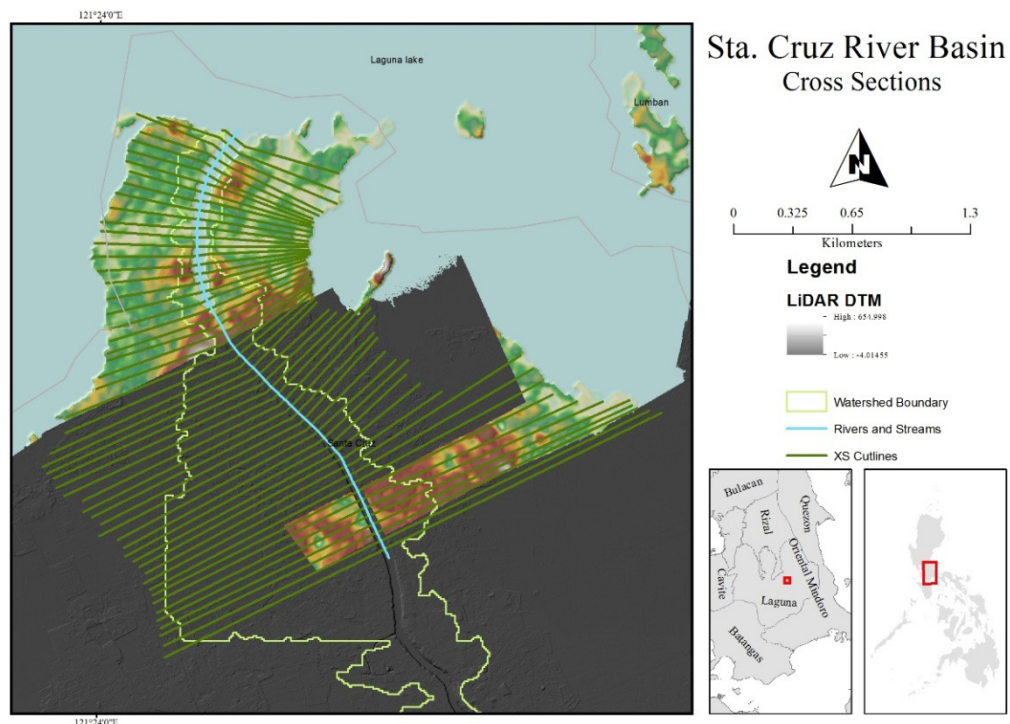 121°24'0"E
Laguna lake
Lumban
Santa Cruz
121°24'0"E
Sta. Cruz River Basin
Cross Sections
N
0 0.325 0.65 1.3
Kilometers
Legend
LiDAR DTM
High : 654.998
Low : -4.01455
Watershed Boundary
Rivers and Streams
XS Cutlines
Bulacan
Rizal
Quezon
Cavite
Oriental Mindoro
Laguna
Batangas